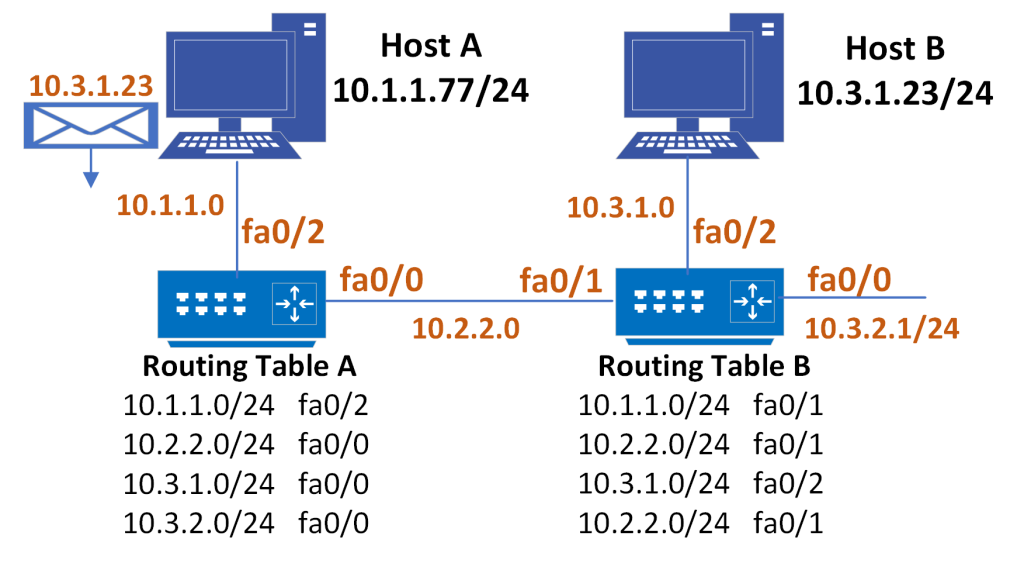 Host A
10.1.1.77/24
Host B
10.3.1.23/24
10.3.1.23
10.1.1.0
fa0/2
10.3.1.0
fa0/2
fa0/0
fa0/1
fa0/0
10.2.2.0
10.3.2.1/24
Routing Table A
10.1.1.0/24 fa0/2
10.2.2.0/24 fa0/0
10.3.1.0/24 fa0/0
10.3.2.0/24 fa0/0
Routing Table B
10.1.1.0/24 fa0/1
10.2.2.0/24 fa0/1
10.3.1.0/24 fa0/2
10.2.2.0/24 fa0/1